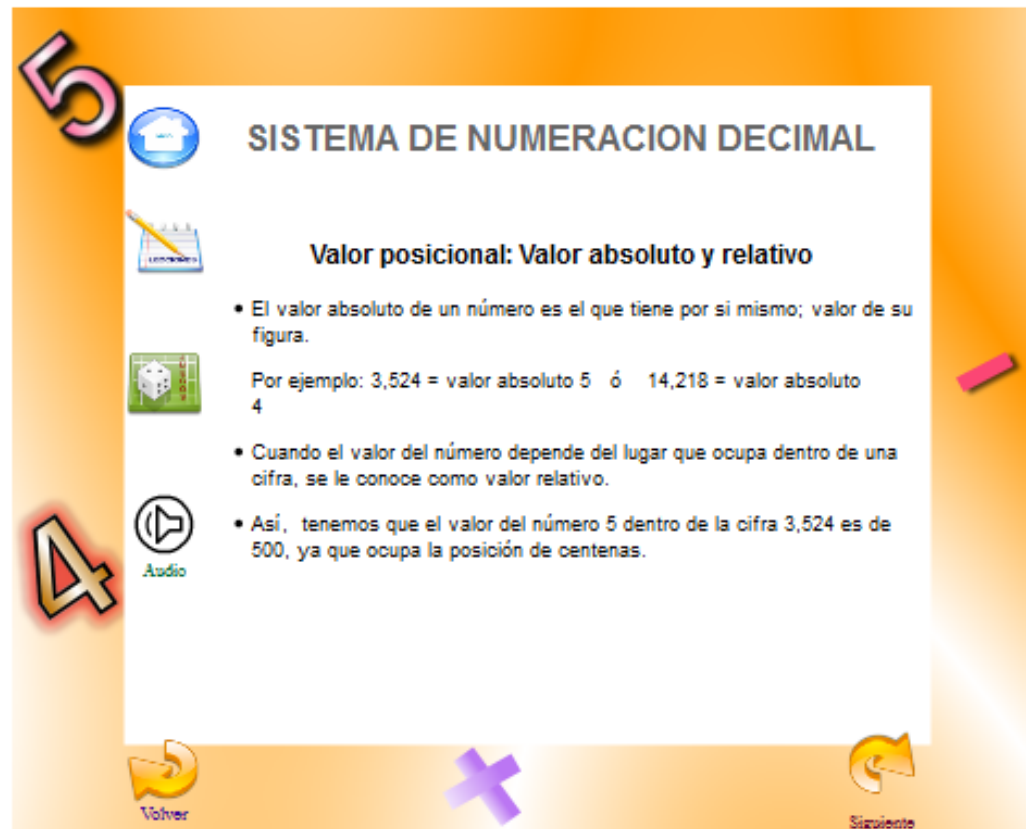 5
SISTEMA DE NUMERACION DECIMAL
LECCIONES
Valor posicional: Valor absoluto y relativo
• El valor absoluto de un número es el que tiene por si mismo; valor de su
figura.
JUEGOS
Por ejemplo: 3,524 = valor absoluto 5 ó 14,218 = valor absoluto
4
• Cuando el valor del número depende del lugar que ocupa dentro de una
cifra, se le conoce como valor relativo.
• Así, tenemos que el valor del número 5 dentro de la cifra 3,524 es de
500, ya que ocupa la posición de centenas.
4
Audio
Volver
Siguiente